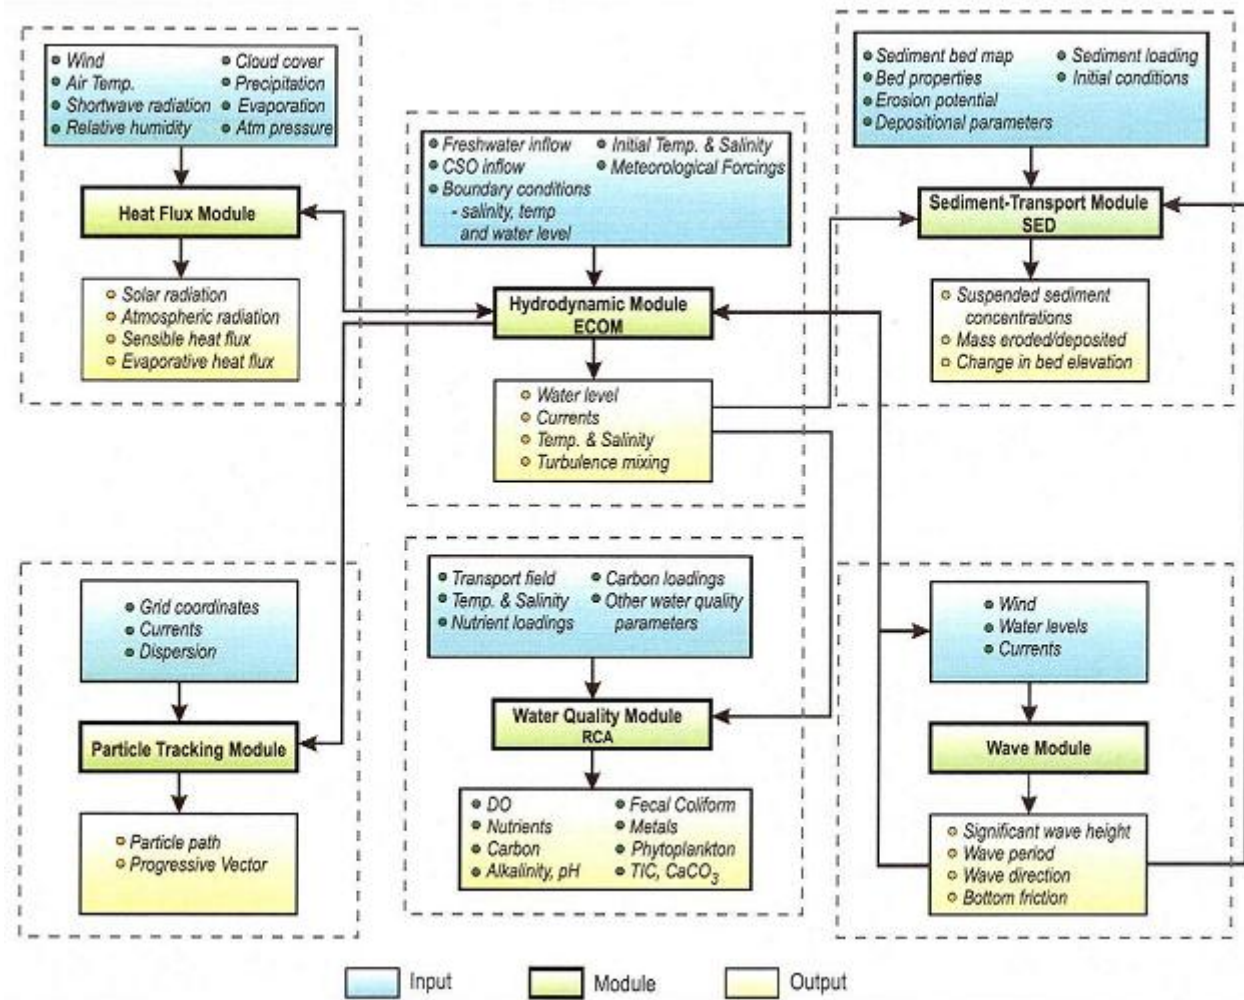 Wind
Air Temp.
Shortwave radiation
Relative humidity
Cloud cover
Precipitation
Evaporation
Atm pressure
Heat Flux Module
Solar radiation
Atmospheric radiation
Sensible heat flux
Evaporative heat flux
Freshwater inflow
CSO inflow
Boundary conditions
- salinity, temp
and water level
Initial Temp. & Salinity
Meteorological Forcings
Hydrodynamic Module
ECOM
Water level
Currents
Temp. & Salinity
Turbulence mixing
Sediment bed map
Bed properties
Erosion potential
Depositional parameters
Sediment loading
Initial conditions
Sediment-Transport Module
SED
Suspended sediment
concentrations
Mass eroded/deposited
Change in bed elevation
Grid coordinates
Currents
Dispersion
Particle Tracking Module
Particle path
Progressive Vector
Transport field
Temp. & Salinity
Nutrient loadings
Carbon loadings
Other water quality
parameters
Water Quality Module
RCA
DO
Nutrients
Carbon
Alkalinity, pH
Fecal Coliform
Metals
Phytoplankton
TIC, CaCO₃
Wind
Water levels
Currents
Wave Module
Significant wave height
Wave period
Wave direction
Bottom friction
Input
Module
Output